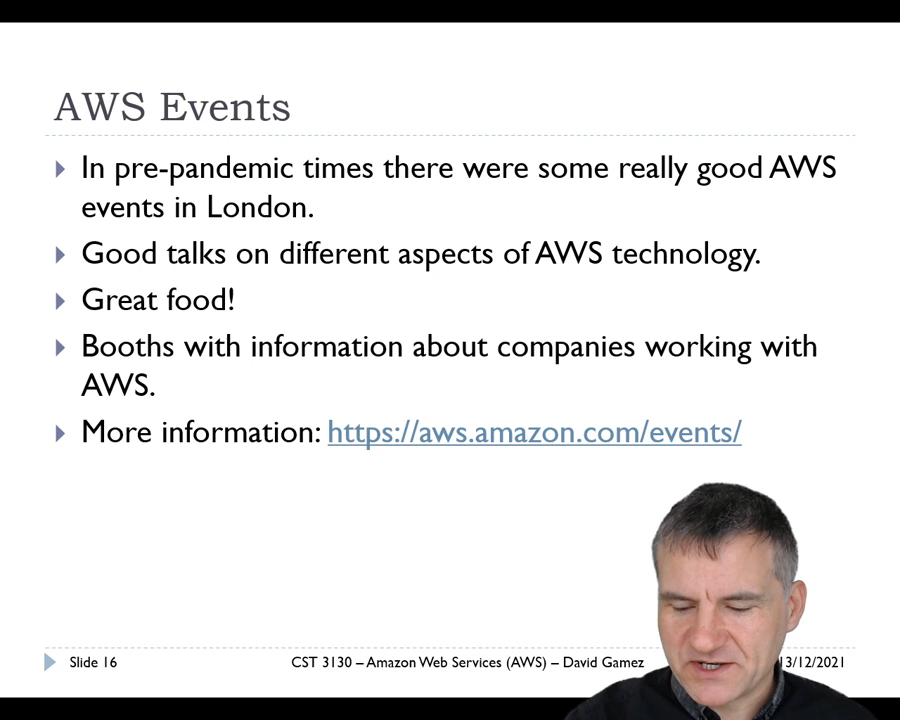 AWS Events
In pre-pandemic times there were some really good AWS
events in London.
Good talks on different aspects of AWS technology.
Great food!
Booths with information about companies working with
AWS.
More information: https://aws.amazon.com/events/
Slide 16
CST 3130 – Amazon Web Services (AWS) – David Gamez
13/12/2021